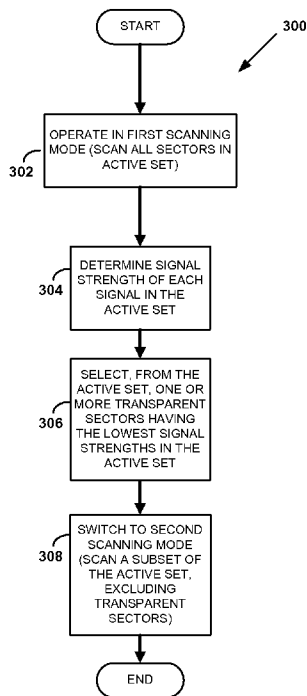 START
300
OPERATE IN FIRST SCANNING
MODE (SCAN ALL SECTORS IN
ACTIVE SET)
302
DETERMINE SIGNAL
STRENGTH OF EACH
SIGNAL IN THE
ACTIVE SET
304
SELECT, FROM THE
ACTIVE SET, ONE OR
MORE TRANSPARENT
SECTORS HAVING
THE LOWEST SIGNAL
STRENGTHS IN THE
ACTIVE SET
306
SWITCH TO SECOND
SCANNING MODE
(SCAN A SUBSET OF
THE ACTIVE SET,
EXCLUDING
TRANSPARENT
SECTORS)
308
END